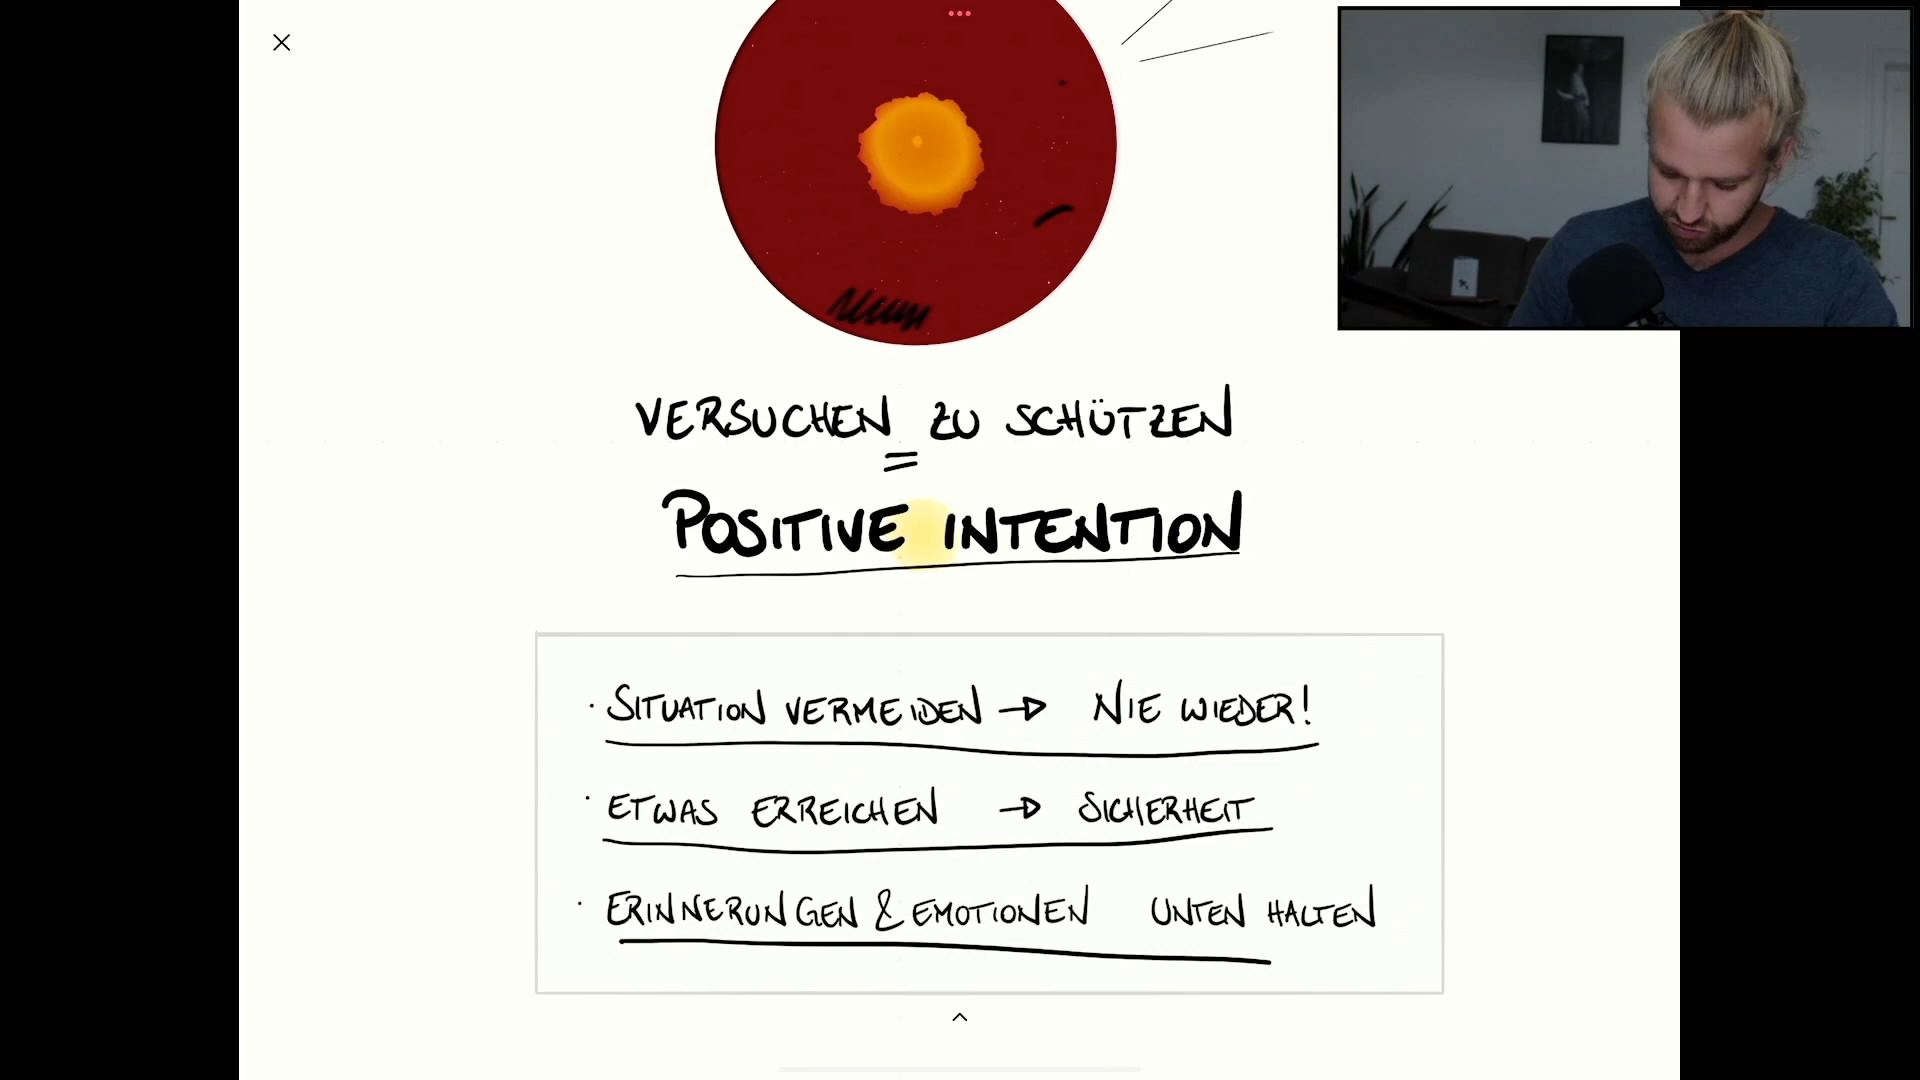 VERSUCHEN ZU SCHÜTZEN
=
POSITIVE INTENTION
· SITUATION VERMEIDEN → NIE WIEDER!
· ETWAS ERREICHEN → SICHERHEIT
· ERINNERUNGEN & EMOTIONEN UNTEN HALTEN